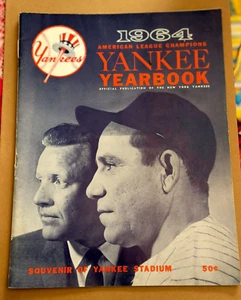 Yankees
1964
AMERICAN LEAGUE CHAMPIONS
YANKEE
YEARBOOK
OFFICIAL PUBLICATION OF THE NEW YORK YANKEES
SOUVENIR OF YANKEE STADIUM 50¢